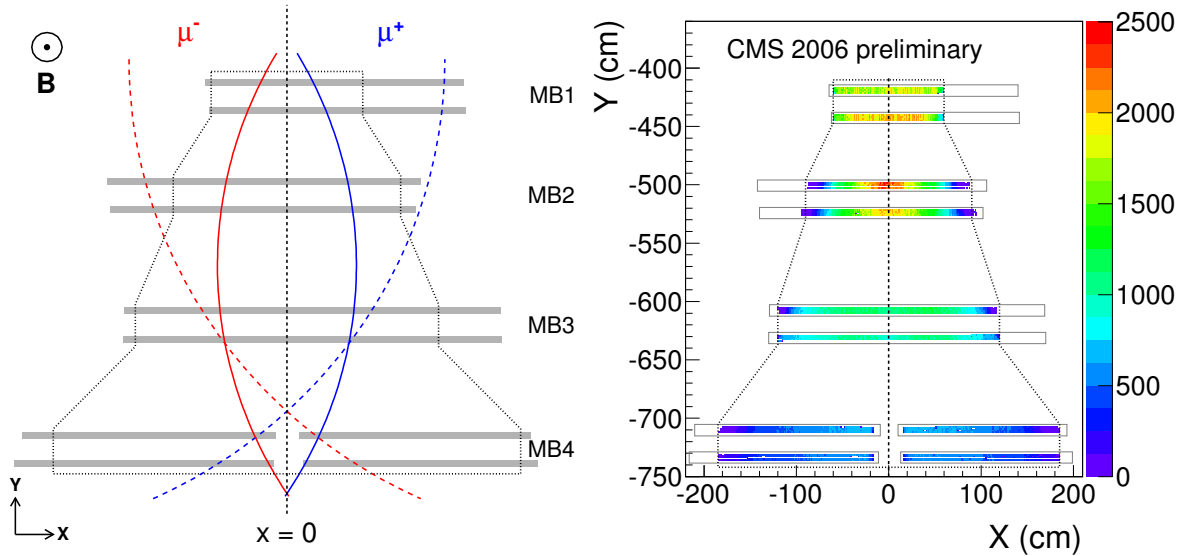 μ- μ+
B
MB1
MB2
MB3
MB4
Y
X
x = 0
CMS 2006 preliminary
Y (cm)
-400
-450
-500
-550
-600
-650
-700
-750
-200 -100 0 100 200
X (cm)
2500
2000
1500
1000
500
0